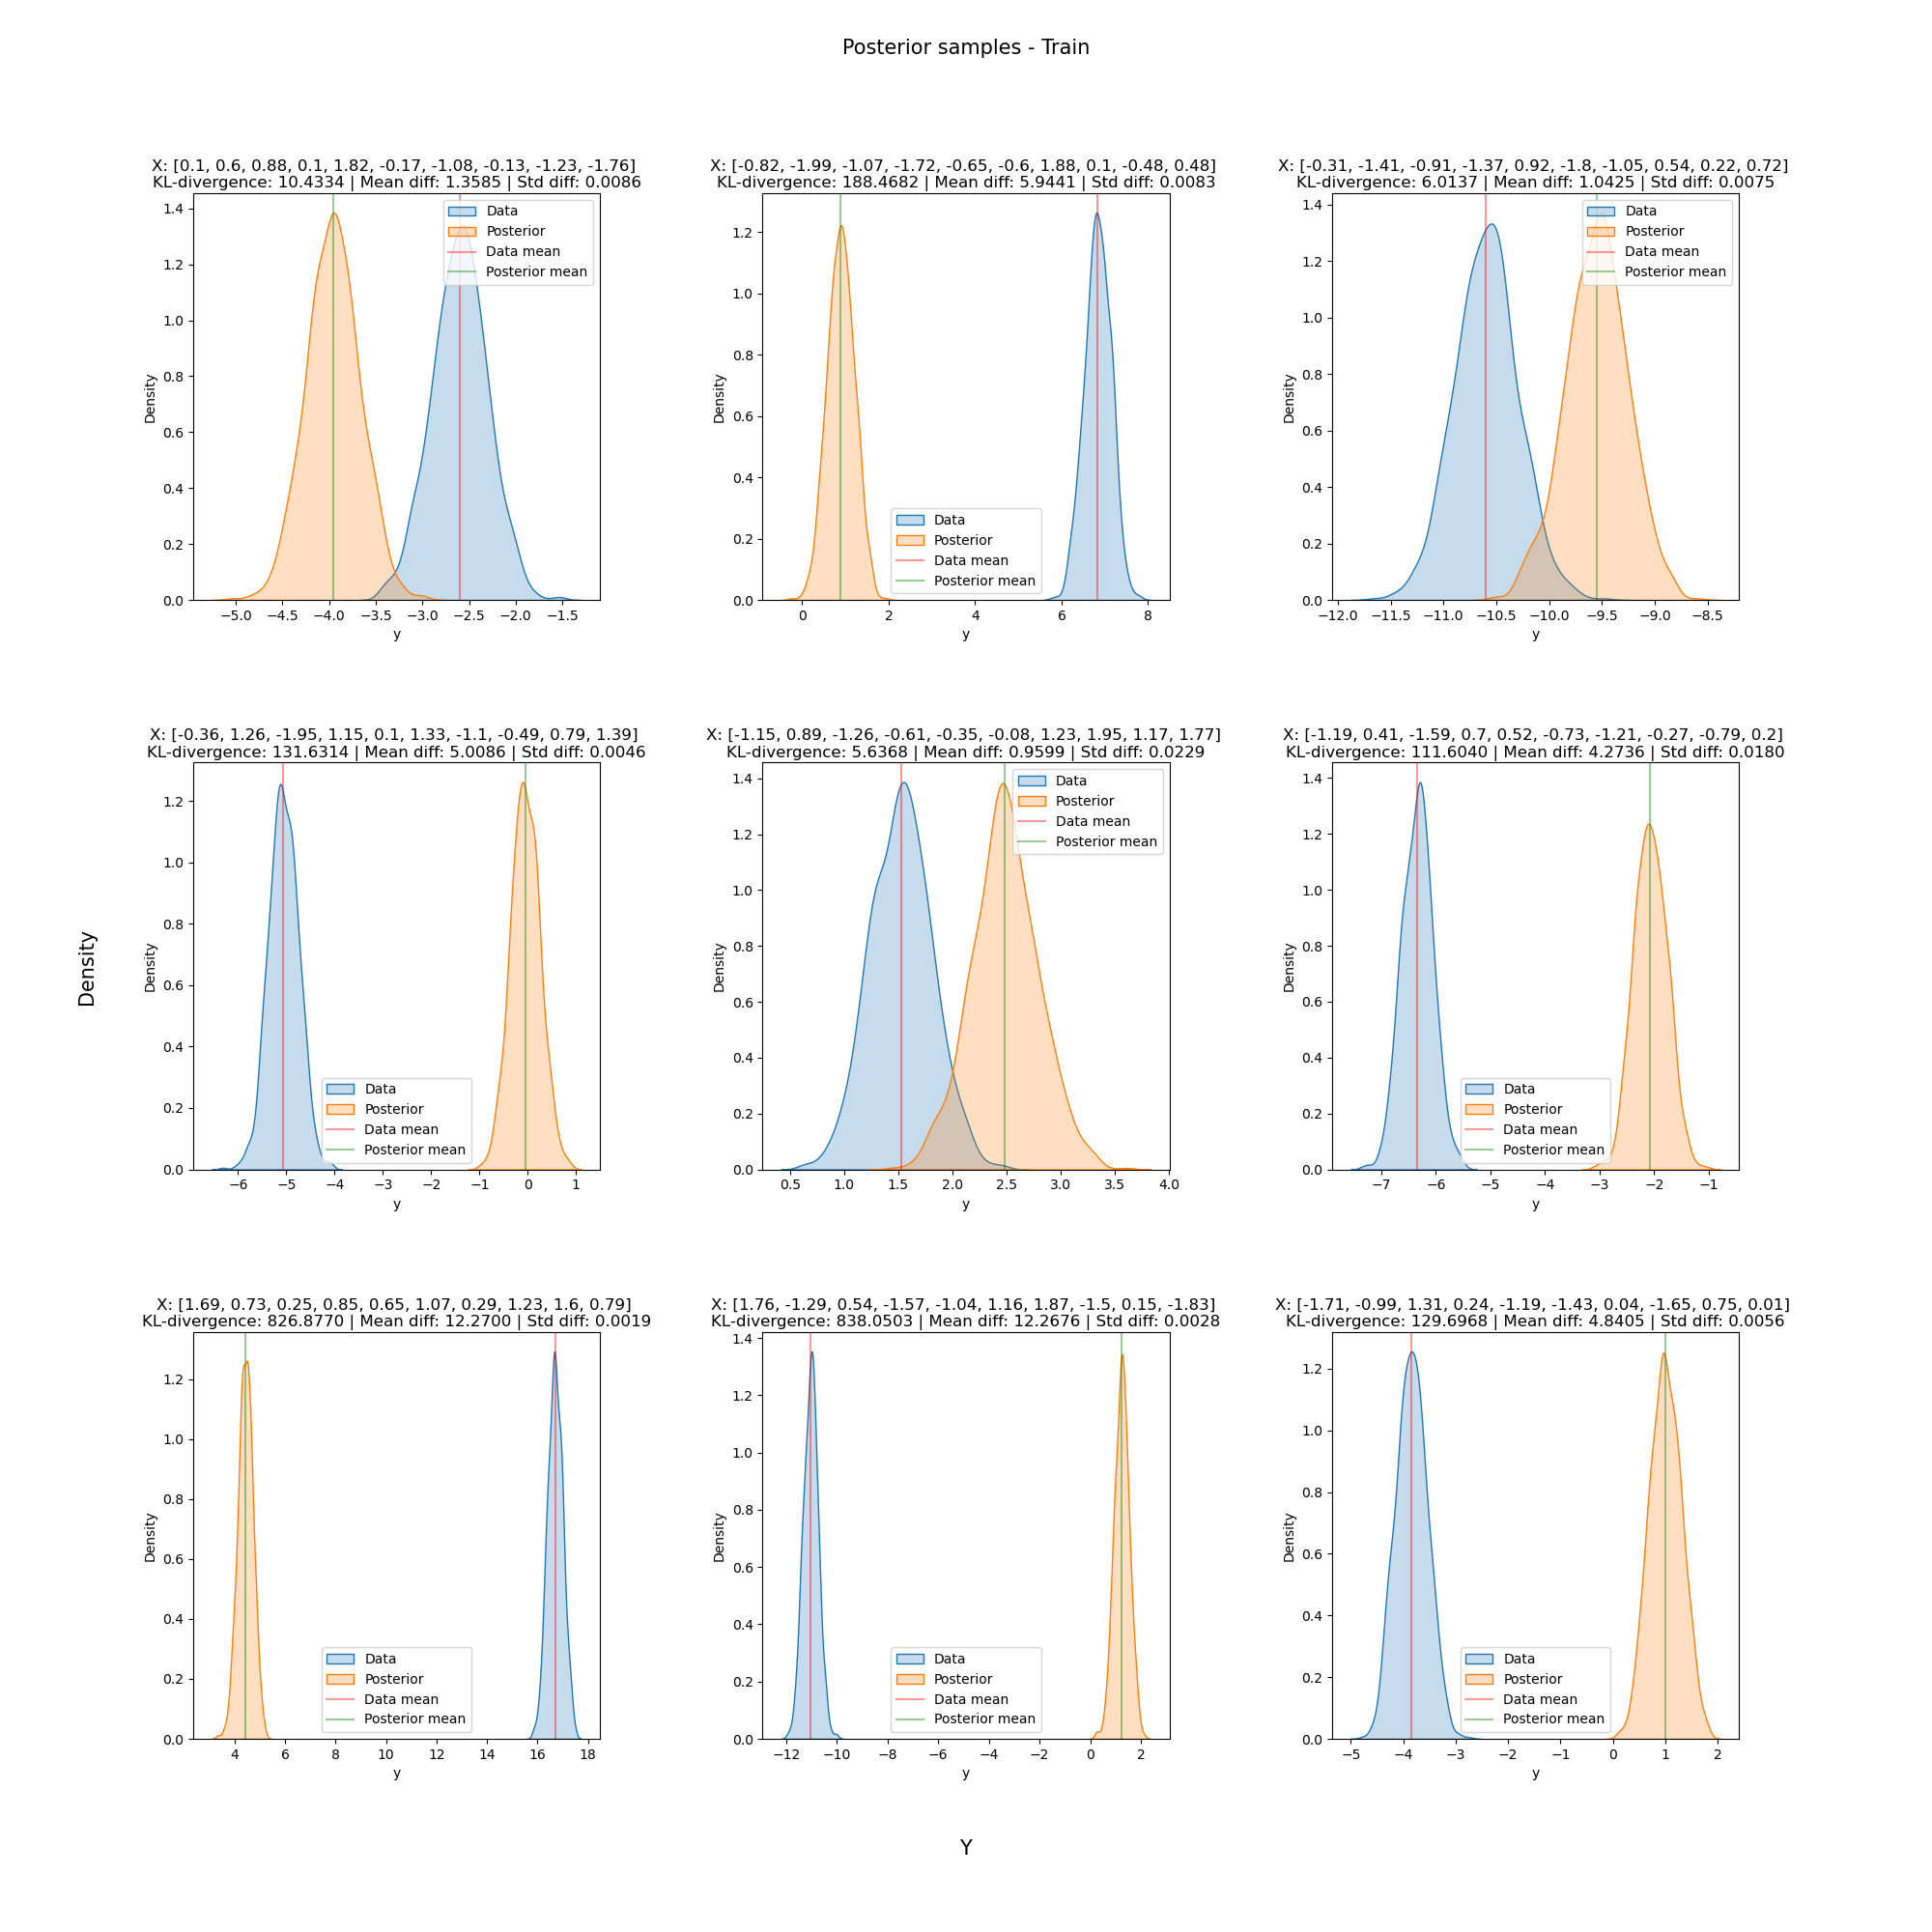 Posterior samples - Train
X: [0.1, 0.6, 0.88, 0.1, 1.82, -0.17, -1.08, -0.13, -1.23, -1.76]
KL-divergence: 10.4334 | Mean diff: 1.3585 | Std diff: 0.0086
1.4
1.2
1.0
0.8
0.6
0.4
0.2
0.0
Density
−5.0 −4.5 −4.0 −3.5 −3.0 −2.5 −2.0 −1.5
y
Data
Posterior
Data mean
Posterior mean
X: [-0.82, -1.99, -1.07, -1.72, -0.65, -0.6, 1.88, 0.1, -0.48, 0.48]
KL-divergence: 188.4682 | Mean diff: 5.9441 | Std diff: 0.0083
1.2
1.0
0.8
0.6
0.4
0.2
0.0
Density
0 2 4 6 8
y
Data
Posterior
Data mean
Posterior mean
X: [-0.31, -1.41, -0.91, -1.37, 0.92, -1.8, -1.05, 0.54, 0.22, 0.72]
KL-divergence: 6.0137 | Mean diff: 1.0425 | Std diff: 0.0075
1.4
1.2
1.0
0.8
0.6
0.4
0.2
0.0
Density
−12.0 −11.5 −11.0 −10.5 −10.0 −9.5 −9.0 −8.5
y
Data
Posterior
Data mean
Posterior mean
Density
X: [-0.36, 1.26, -1.95, 1.15, 0.1, 1.33, -1.1, -0.49, 0.79, 1.39]
KL-divergence: 131.6314 | Mean diff: 5.0086 | Std diff: 0.0046
1.2
1.0
0.8
0.6
0.4
0.2
0.0
Density
−6 −5 −4 −3 −2 −1 0 1
y
Data
Posterior
Data mean
Posterior mean
X: [-1.15, 0.89, -1.26, -0.61, -0.35, -0.08, 1.23, 1.95, 1.17, 1.77]
KL-divergence: 5.6368 | Mean diff: 0.9599 | Std diff: 0.0229
1.4
1.2
1.0
0.8
0.6
0.4
0.2
0.0
Density
0.5 1.0 1.5 2.0 2.5 3.0 3.5 4.0
y
Data
Posterior
Data mean
Posterior mean
X: [-1.19, 0.41, -1.59, 0.7, 0.52, -0.73, -1.21, -0.27, -0.79, 0.2]
KL-divergence: 111.6040 | Mean diff: 4.2736 | Std diff: 0.0180
1.4
1.2
1.0
0.8
0.6
0.4
0.2
0.0
Density
−7 −6 −5 −4 −3 −2 −1
y
Data
Posterior
Data mean
Posterior mean
X: [1.69, 0.73, 0.25, 0.85, 0.65, 1.07, 0.29, 1.23, 1.6, 0.79]
KL-divergence: 826.8770 | Mean diff: 12.2700 | Std diff: 0.0019
1.2
1.0
0.8
0.6
0.4
0.2
0.0
Density
4 6 8 10 12 14 16 18
y
Data
Posterior
Data mean
Posterior mean
X: [1.76, -1.29, 0.54, -1.57, -1.04, 1.16, 1.87, -1.5, 0.15, -1.83]
KL-divergence: 838.0503 | Mean diff: 12.2676 | Std diff: 0.0028
1.4
1.2
1.0
0.8
0.6
0.4
0.2
0.0
Density
−12 −10 −8 −6 −4 −2 0 2
y
Data
Posterior
Data mean
Posterior mean
X: [-1.71, -0.99, 1.31, 0.24, -1.19, -1.43, 0.04, -1.65, 0.75, 0.01]
KL-divergence: 129.6968 | Mean diff: 4.8405 | Std diff: 0.0056
1.2
1.0
0.8
0.6
0.4
0.2
0.0
Density
−5 −4 −3 −2 −1 0 1 2
y
Data
Posterior
Data mean
Posterior mean
Y